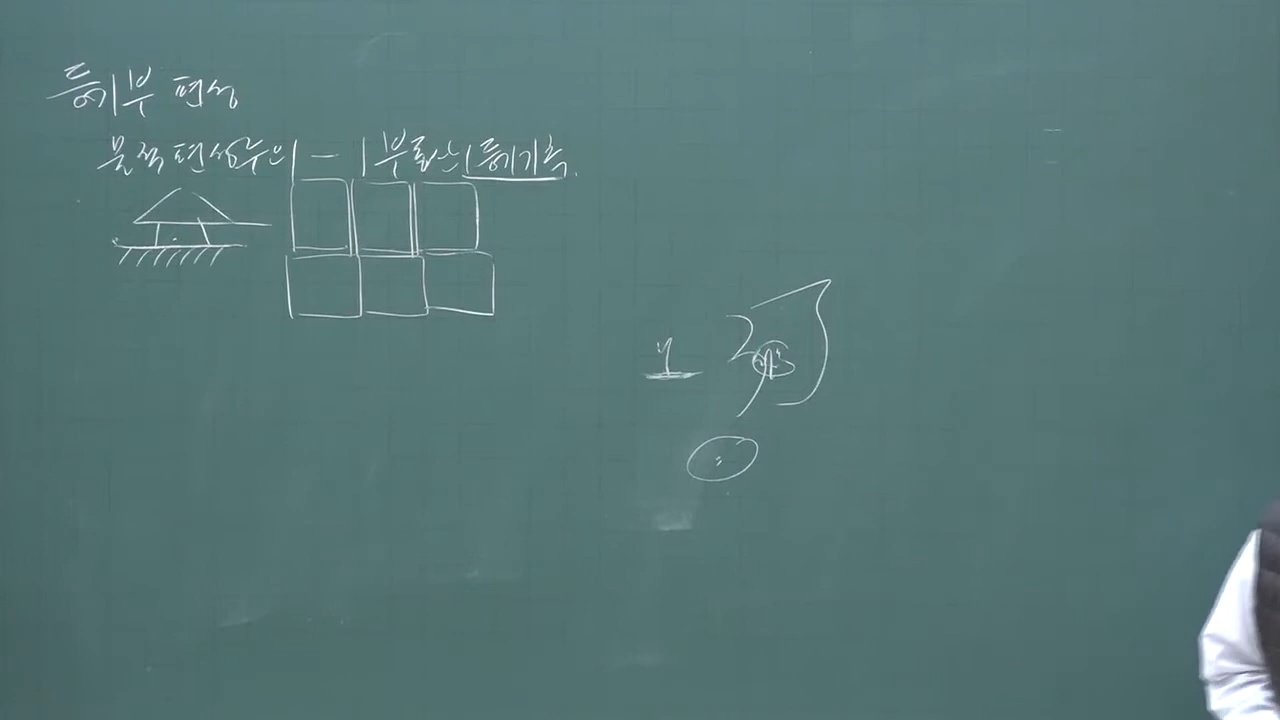 등기부 편성
물적 편성주의 1 - 1부동산 1등기기록.